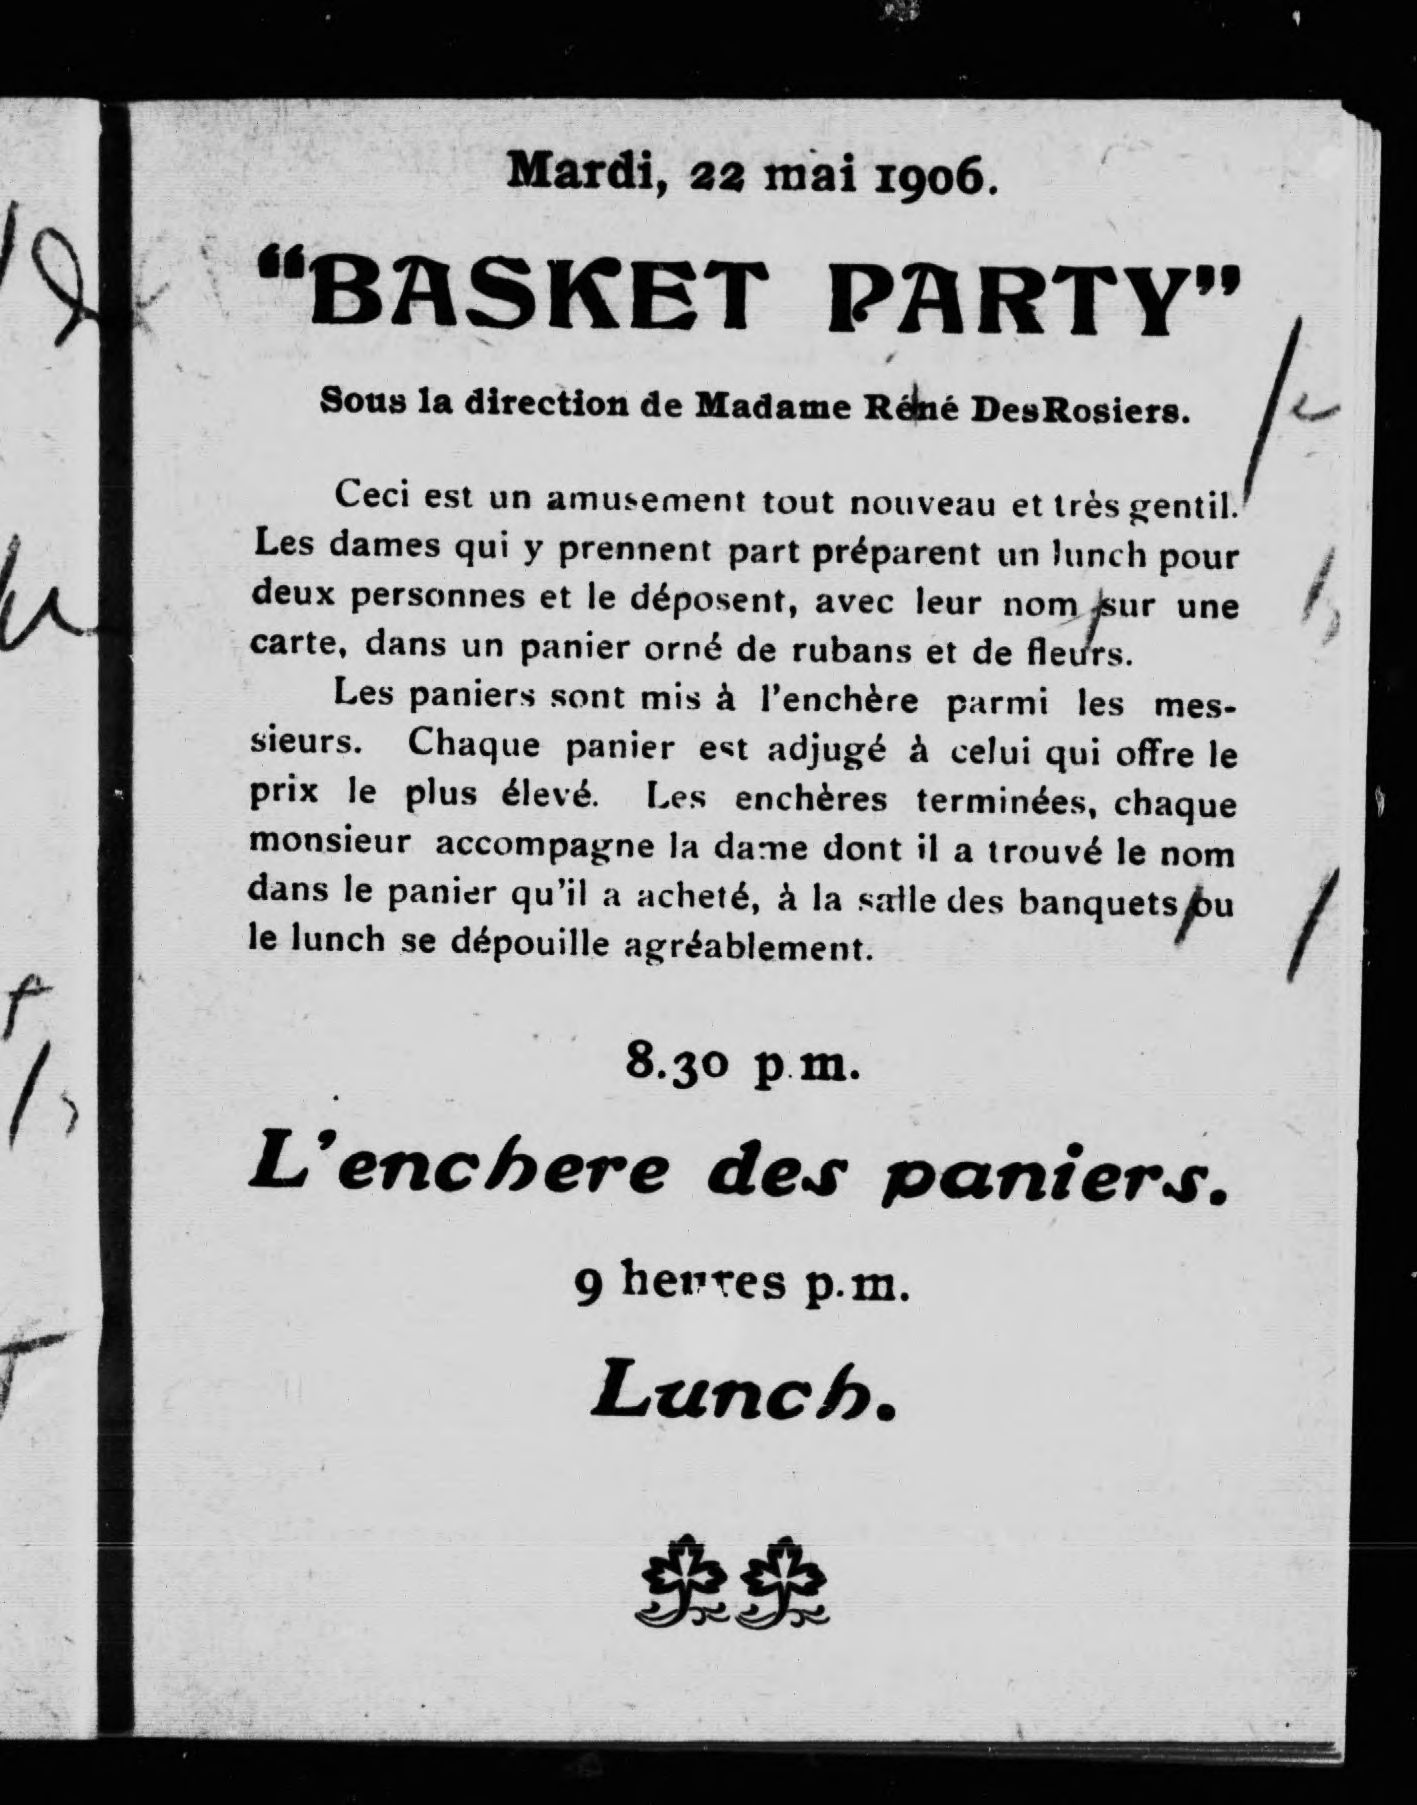 Mardi, 22 mai 1906.
“BASKET PARTY”
Sous la direction de Madame Réné DesRosiers.
Ceci est un amusement tout nouveau et très gentil.
Les dames qui y prennent part préparent un lunch pour
deux personnes et le déposent, avec leur nom sur une
carte, dans un panier orné de rubans et de fleurs.
Les paniers sont mis à l’enchère parmi les mes-
sieurs. Chaque panier est adjugé à celui qui offre le
prix le plus élevé. Les enchères terminées, chaque
monsieur accompagne la dame dont il a trouvé le nom
dans le panier qu’il a acheté, à la salle des banquets ou
le lunch se dépouille agréablement.
8.30 p.m.
L’enchere des paniers.
9 heures p.m.
Lunch.